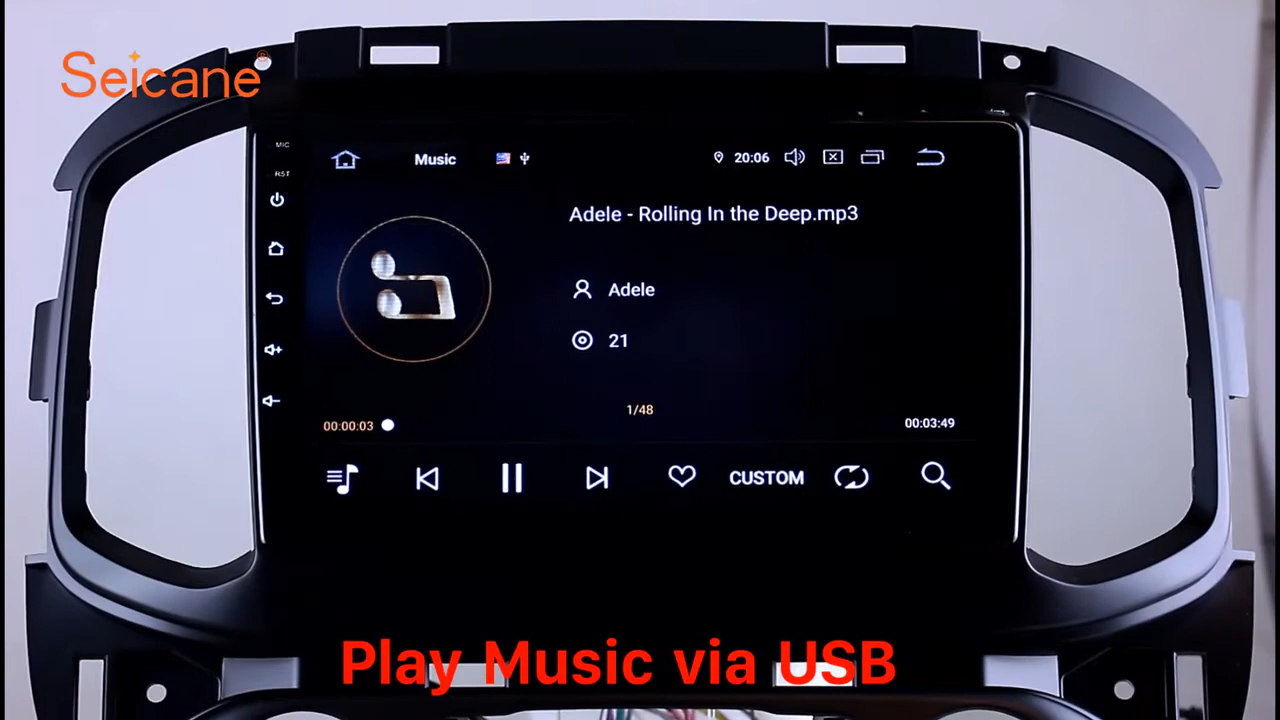 Seicane
MIC
RST
Music
20:06
Adele - Rolling In the Deep.mp3
Adele
21
1/48
00:00:03
00:03:49
CUSTOM
Play Music via USB